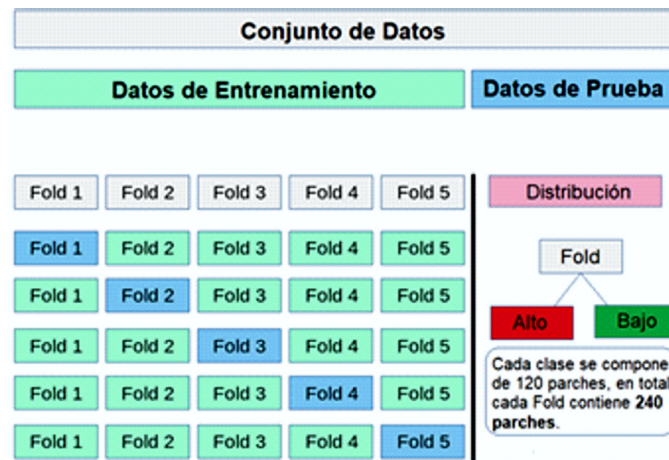 Conjunto de Datos
Datos de Entrenamiento
Datos de Prueba
Fold 1 Fold 2 Fold 3 Fold 4 Fold 5
Fold 1 Fold 2 Fold 3 Fold 4 Fold 5
Fold 1 Fold 2 Fold 3 Fold 4 Fold 5
Fold 1 Fold 2 Fold 3 Fold 4 Fold 5
Fold 1 Fold 2 Fold 3 Fold 4 Fold 5
Fold 1 Fold 2 Fold 3 Fold 4 Fold 5
Distribución
Fold
Alto
Bajo
Cada clase se compone
de 120 parches, en total
cada Fold contiene 240
parches.